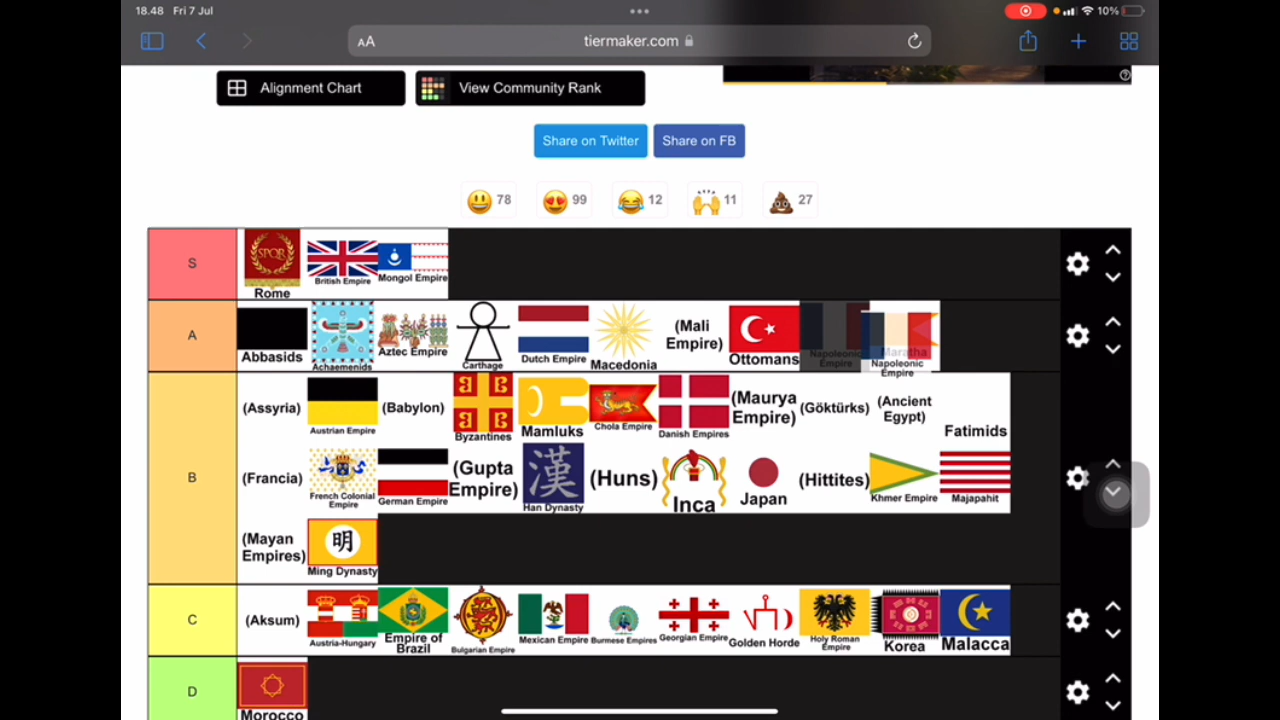 18.48 Fri 7 Jul
10%
AA
tiermaker.com
Alignment Chart
View Community Rank
Share on Twitter
Share on FB
78
99
12
11
27
S
SPQR
Rome
British Empire
Mongol Empire
A
Abbasids
Achaemenids
Aztec Empire
Carthage
Dutch Empire
Macedonia
(Mali
Empire)
Ottomans
Napoleonic
Empire
Maratha
Napoleonic
Empire
B
(Assyria)
Austrian Empire
(Babylon)
Byzantines
Mamluks
Chola Empire
Danish Empires
(Maurya
Empire)
(Göktürks)
(Ancient
Egypt)
Fatimids
(Francia)
French Colonial
Empire
German Empire
(Gupta
Empire)
漢
Han Dynasty
(Huns)
Inca
Japan
(Hittites)
Khmer Empire
Majapahit
(Mayan
Empires)
明
Ming Dynasty
C
(Aksum)
Austria-Hungary
Empire of
Brazil
Bulgarian Empire
Mexican Empire
Burmese Empires
Georgian Empire
Golden Horde
Holy Roman
Empire
Korea
Malacca
D
Morocco